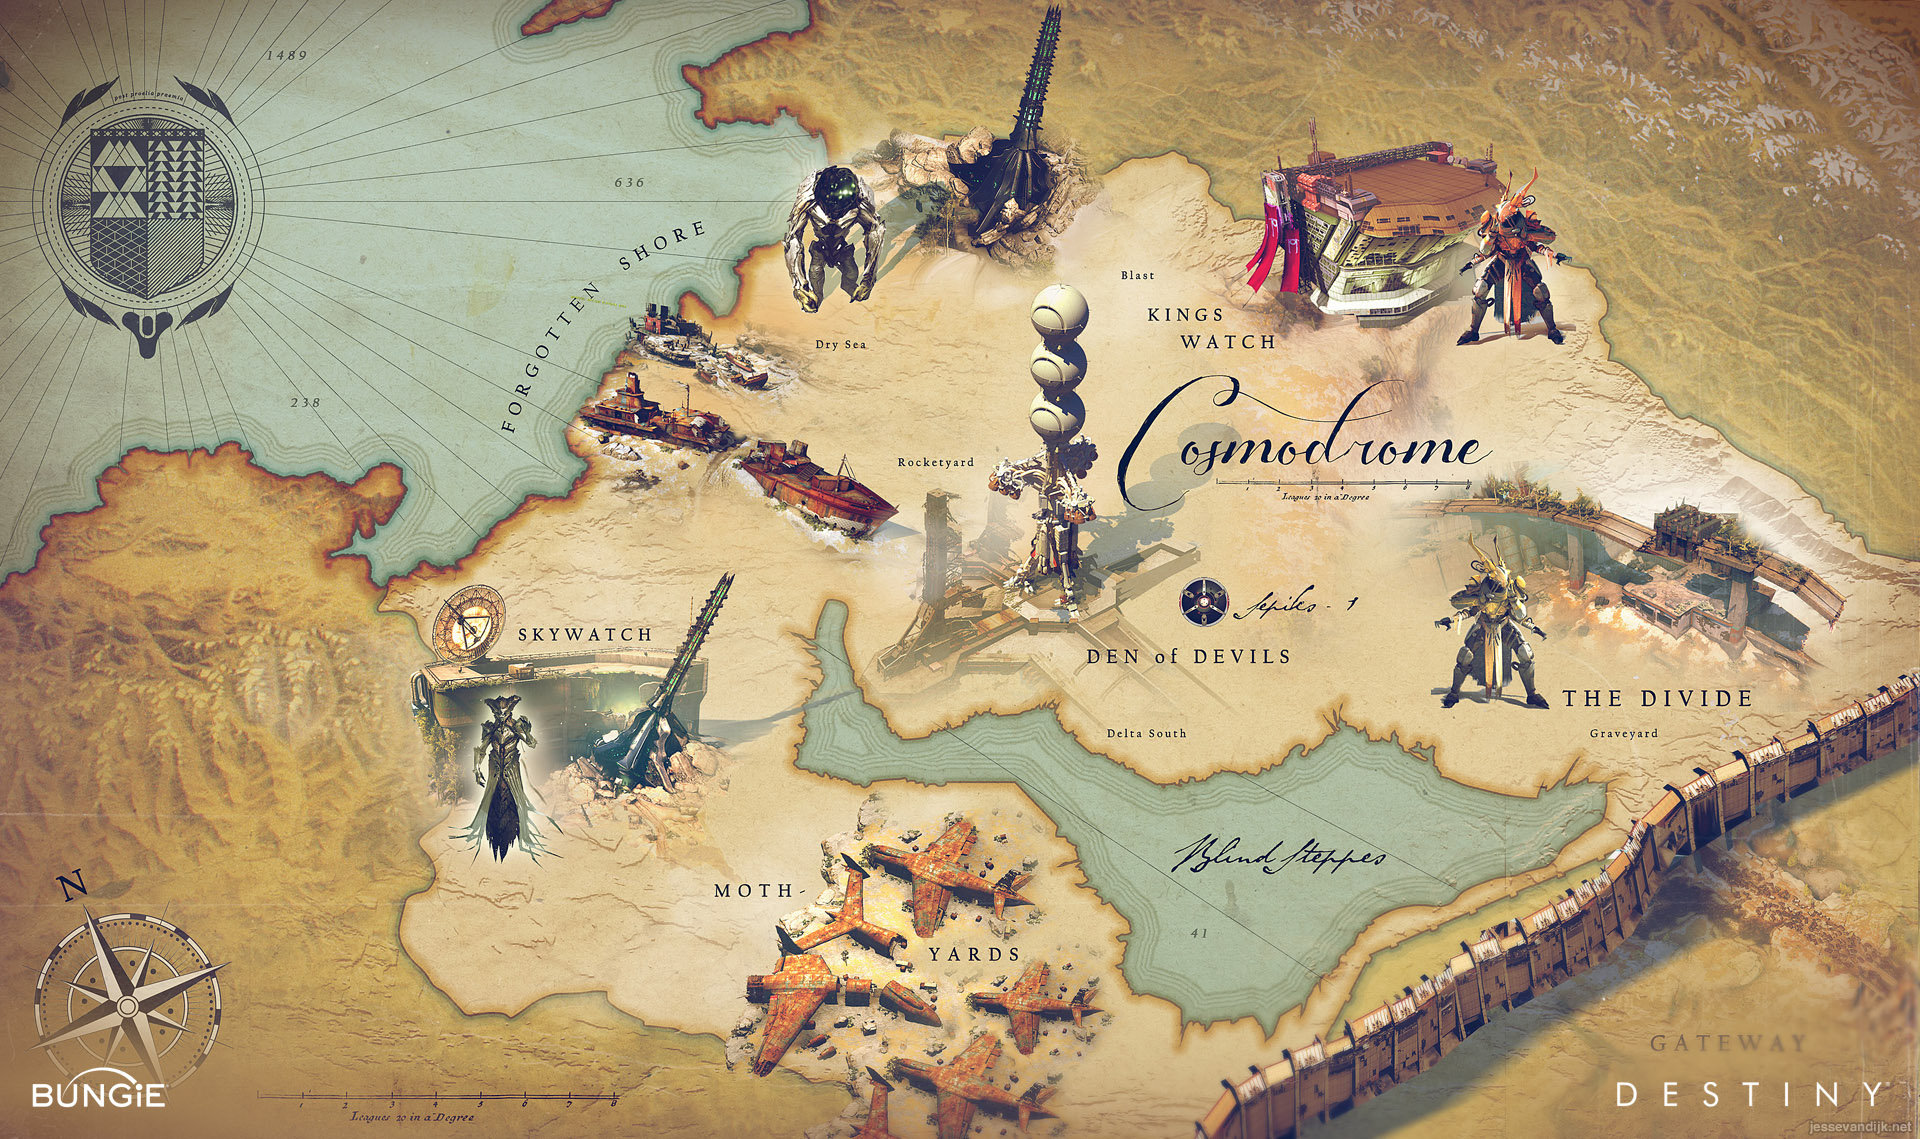 1489
post proelia praemia
636
FORGOTTEN SHORE
238
Blast
KINGS
WATCH
Dry Sea
Cosmodrome
1 2 3 4 5 6 7 8
Leagues 20 in a Degree
Rocketyard
Sepiks - 1
SKYWATCH
DEN of DEVILS
THE DIVIDE
Graveyard
Delta South
Blind Steppes
MOTH-
YARDS
41
N
GATEWAY
BUNGiE
1 2 3 4 5 6 7 8
Leagues 20 in a Degree
DESTINY
jessevandijk.net